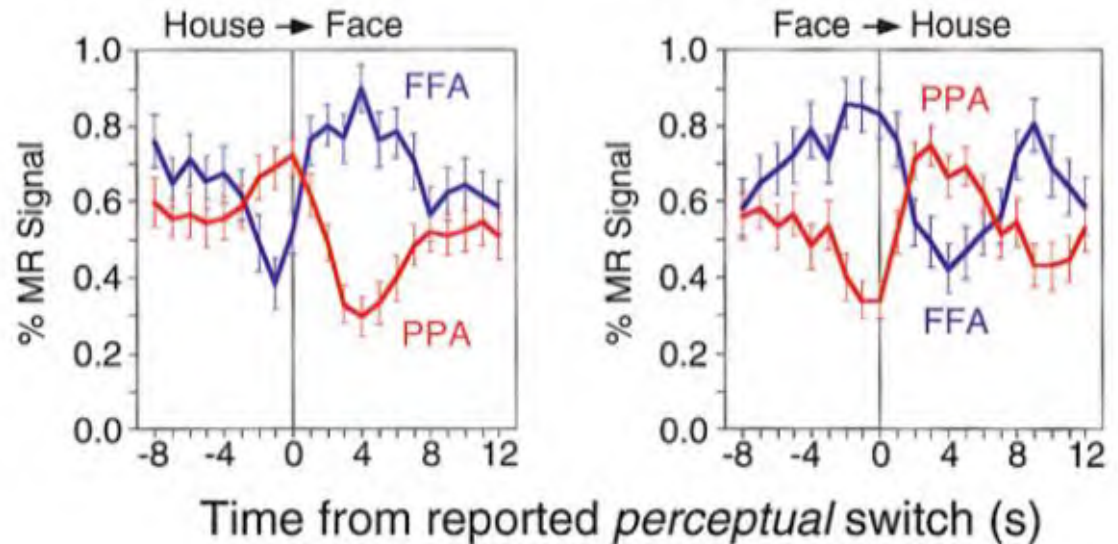 House → Face
Face → House
% MR Signal
1.0
0.8
0.6
0.4
0.2
0.0
FFA
PPA
-8 -4 0 4 8 12
% MR Signal
1.0
0.8
0.6
0.4
0.2
0.0
PPA
FFA
-8 -4 0 4 8 12
Time from reported perceptual switch (s)